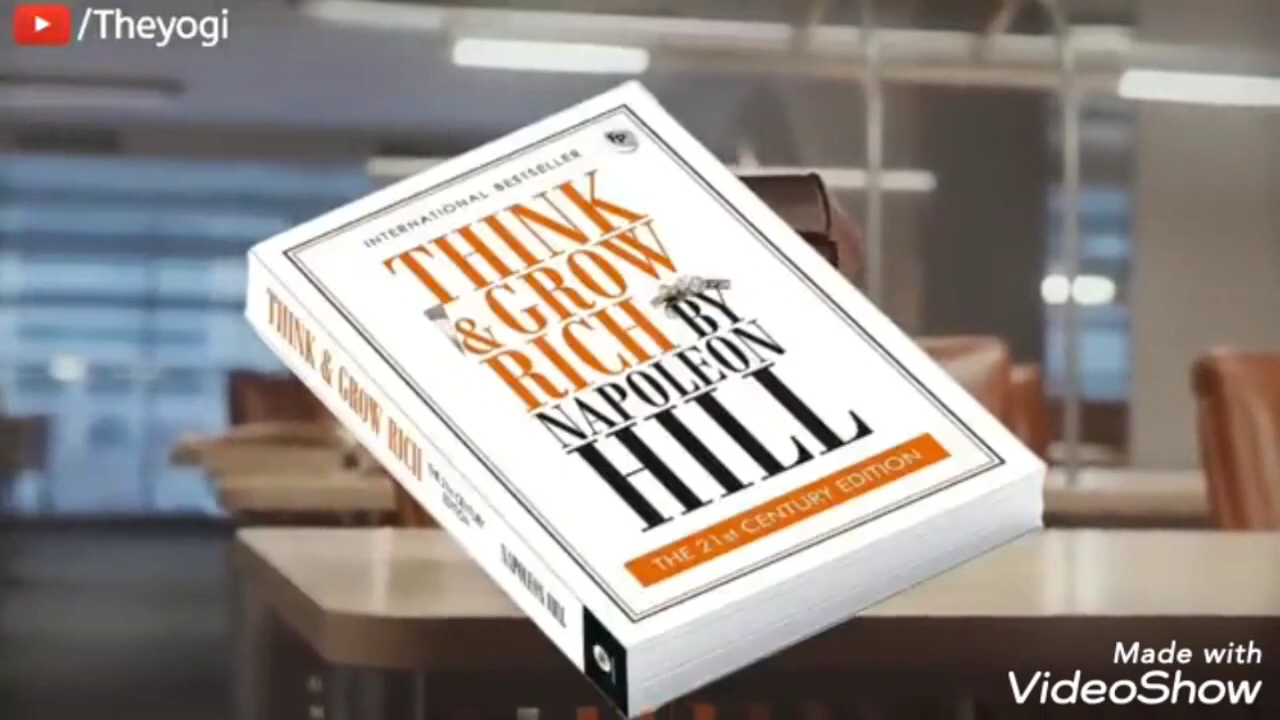 /Theyogi
INTERNATIONAL BESTSELLER
THINK
& GROW
RICH BY
NAPOLEON
HILL
THE 21st CENTURY EDITION
THINK & GROW RICH
NAPOLEON HILL
Made with
VideoShow